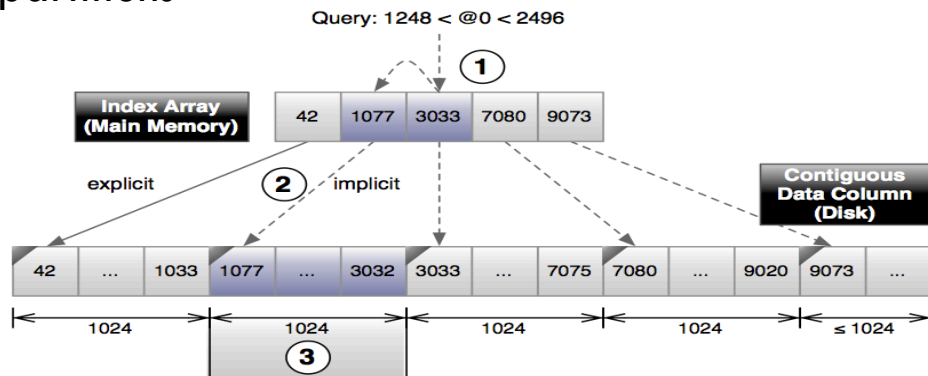 Query: 1248 < @0 < 2496
1
Index Array
(Main Memory)
42 1077 3033 7080 9073
explicit
2
implicit
Contiguous
Data Column
(Disk)
42 ... 1033 1077 ... 3032 3033 ... 7075 7080 ... 9020 9073 ...
1024 1024 1024 1024 ≤ 1024
3